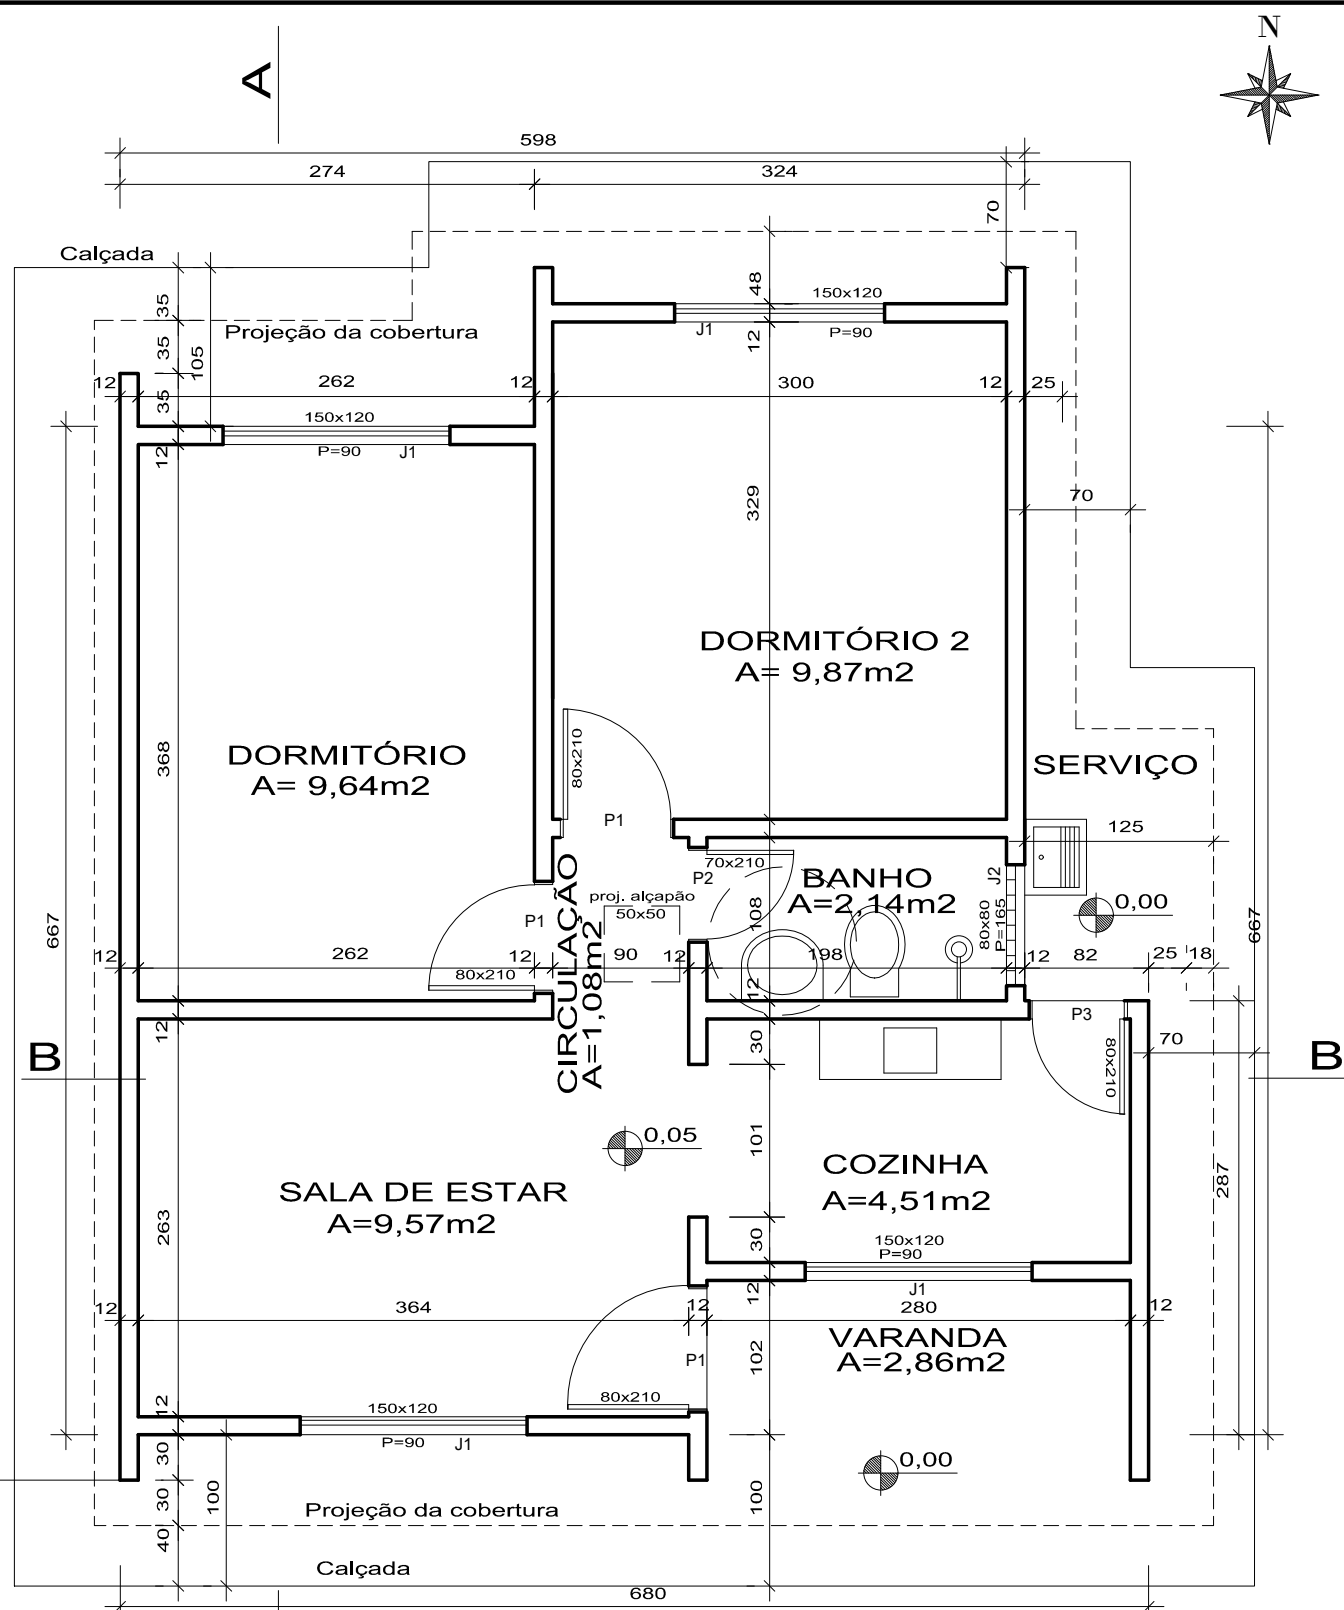 N
A
598
274
324
70
Calçada
35
48
150x120
Projeção da cobertura
J1
P=90
35
105
12
12
262
12
300
12
25
35
150x120
P=90
J1
12
329
70
DORMITÓRIO 2
A= 9,87m2
DORMITÓRIO
A= 9,64m2
368
80x210
SERVIÇO
P1
125
70x210
P2
BANHO
A=2,14m2
J2
80x80
P=165
proj. alçapão
50x50
CIRCULAÇÃO
A=1,08m2
P1
108
0,00
667
667
12
262
12
90
12
198
12
82
25
18
80x210
12
12
30
P3
70
80x210
B
B
0,05
101
COZINHA
A=4,51m2
287
SALA DE ESTAR
A=9,57m2
263
30
150x120
P=90
J1
12
12
364
12
280
12
VARANDA
A=2,86m2
102
P1
80x210
12
150x120
P=90
J1
30
0,00
30
100
100
Projeção da cobertura
40
Calçada
680